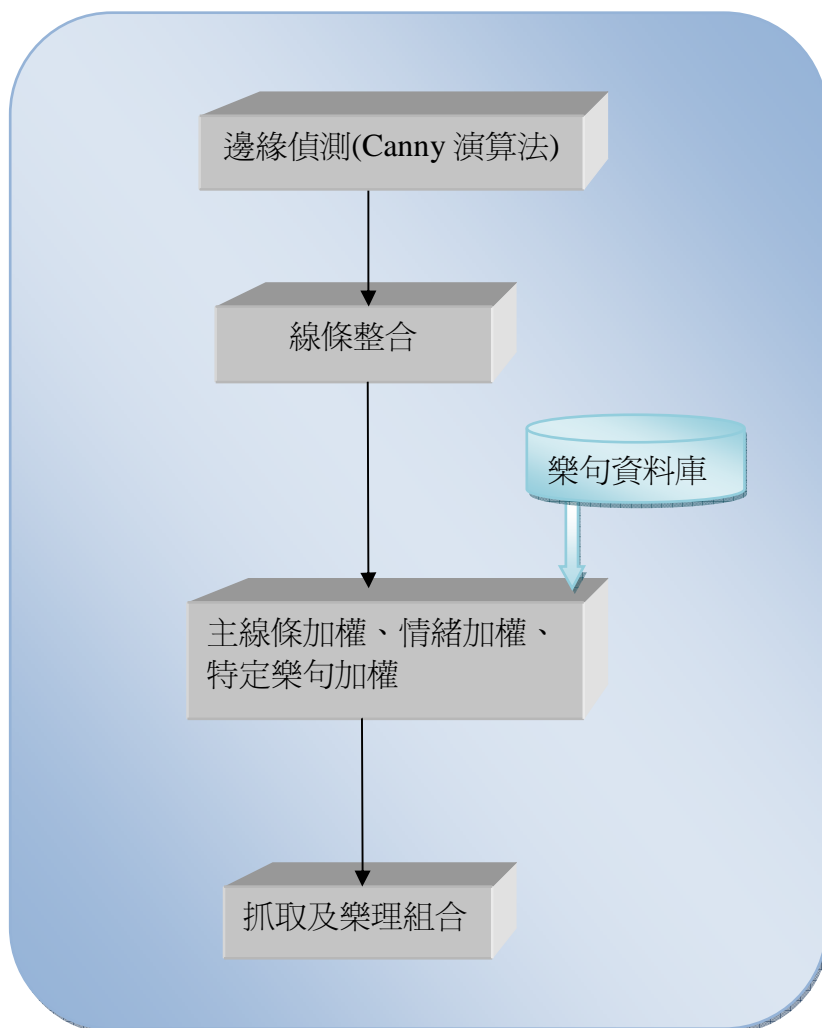 邊緣偵測(Canny 演算法)
線條整合
樂句資料庫
主線條加權、情緒加權、
特定樂句加權
抓取及樂理組合